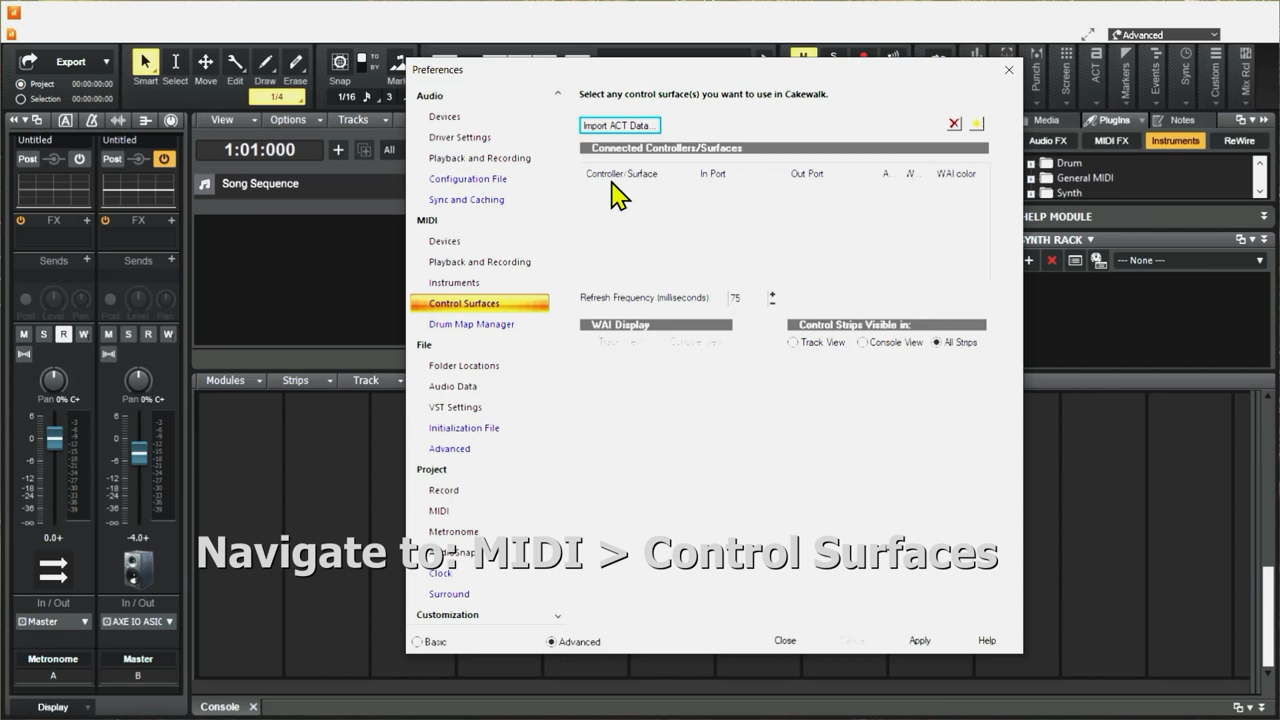 Advanced
Export
Project 00:00:00:00
Selection 00:00:00:00
Smart Select Move Edit Draw Erase Snap
TO
BY
1/4
1/16 3
Punch Screen ACT Markers Events Sync Custom Mix Rcl
Untitled Untitled
Post Post
FX + FX +
Sends + Sends +
Post Post
M S R W M S W
Pan 0% C+ Pan 0% C+
0.0+ -4.0+
In / Out In / Out
Master AXE IO ASIC
Metronome Master
A B
Display
View Options Tracks
1:01:000 + All
Song Sequence
Modules Strips Track
Console
Preferences
Audio
Devices
Driver Settings
Playback and Recording
Configuration File
Sync and Caching
MIDI
Devices
Playback and Recording
Instruments
Control Surfaces
Drum Map Manager
File
Folder Locations
Audio Data
VST Settings
Initialization File
Advanced
Project
Record
MIDI
Metronome
Clock
Surround
Customization
Basic Advanced
Select any control surface(s) you want to use in Cakewalk.
Import ACT Data...
Connected Controllers/Surfaces
Controller/Surface In Port Out Port A.. W... WAI color
Refresh Frequency (milliseconds) 75
WAI Display Control Strips Visible in:
Track View Console View All Strips
Close Apply Help
Media Plugins Notes
Audio FX MIDI FX Instruments ReWire
Drum
General MIDI
Synth
HELP MODULE
SYNTH RACK
-- None --
Navigate to: MIDI > Control Surfaces